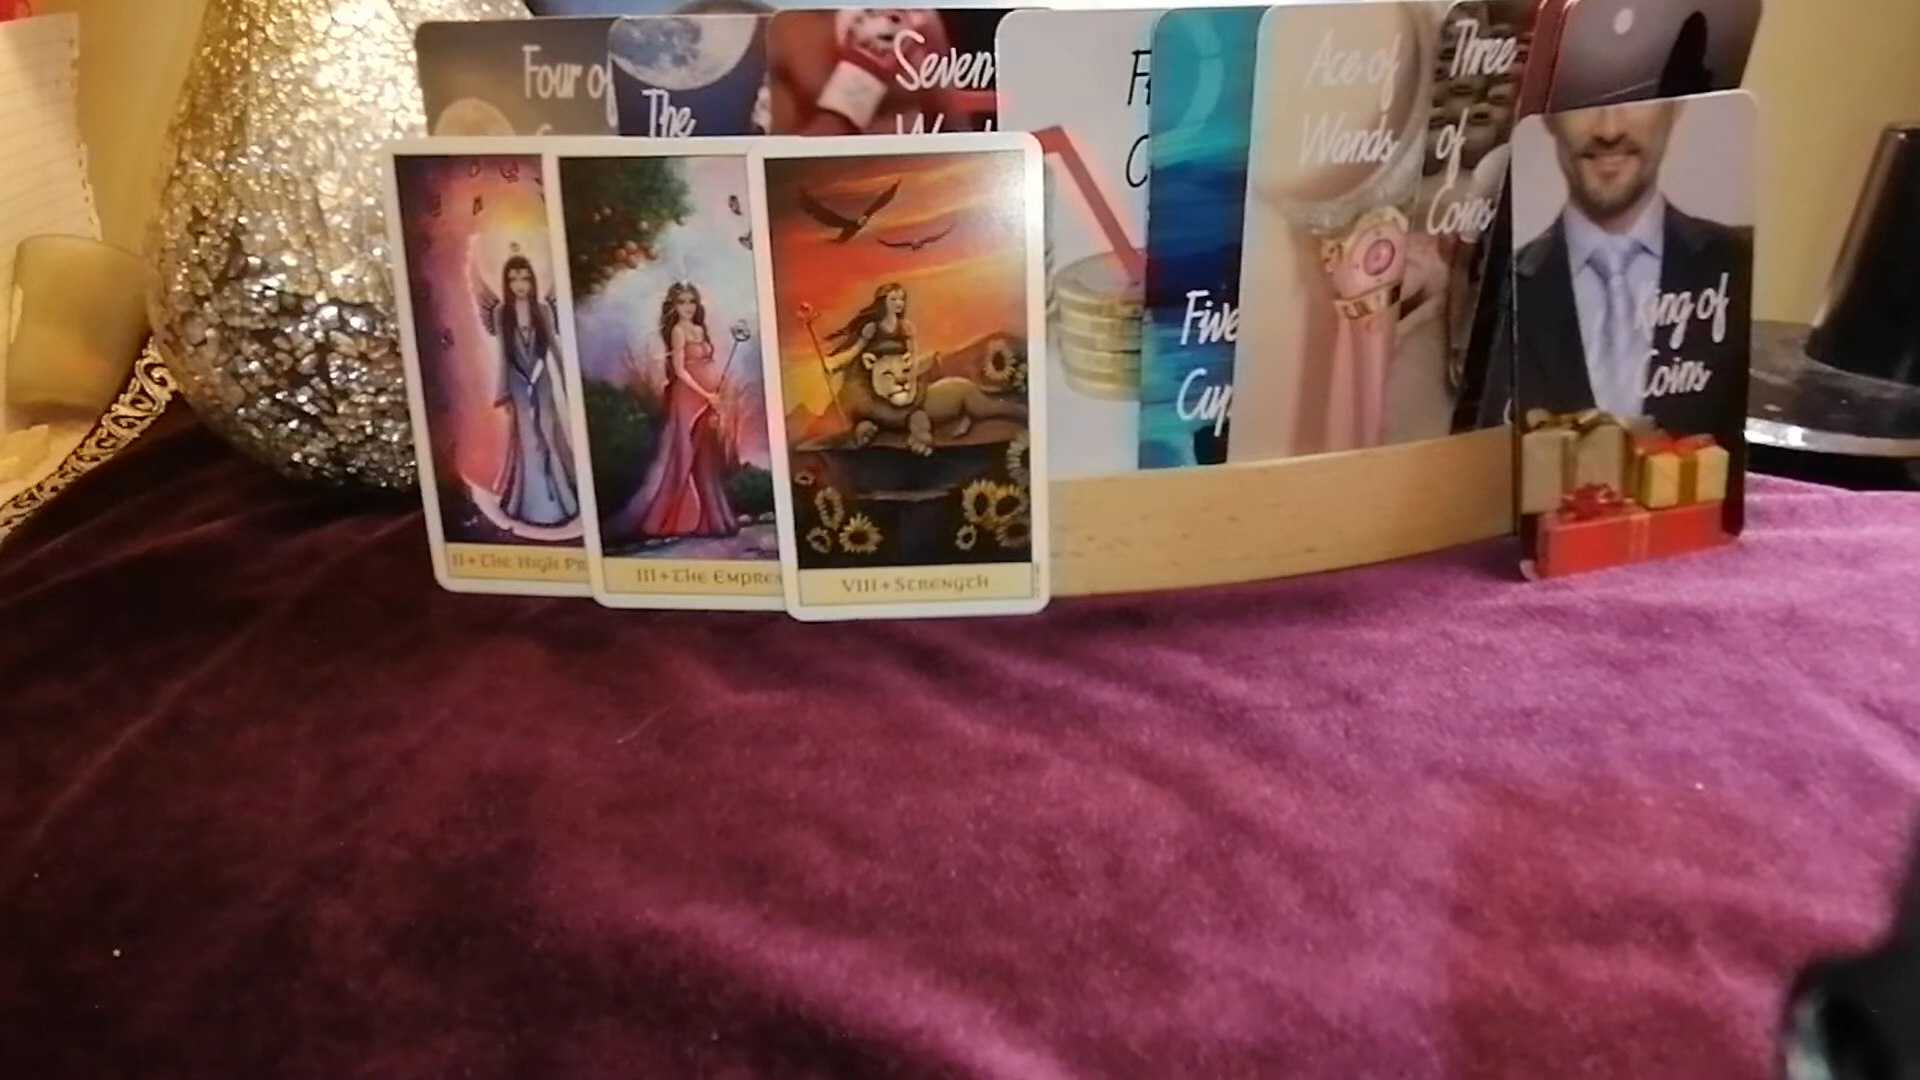 Four of
The
Seven
Ace of
Wands
Three
of
Coins
Five
King of
Coins
II + The High Pr
III + The Empres
VIII + Strength